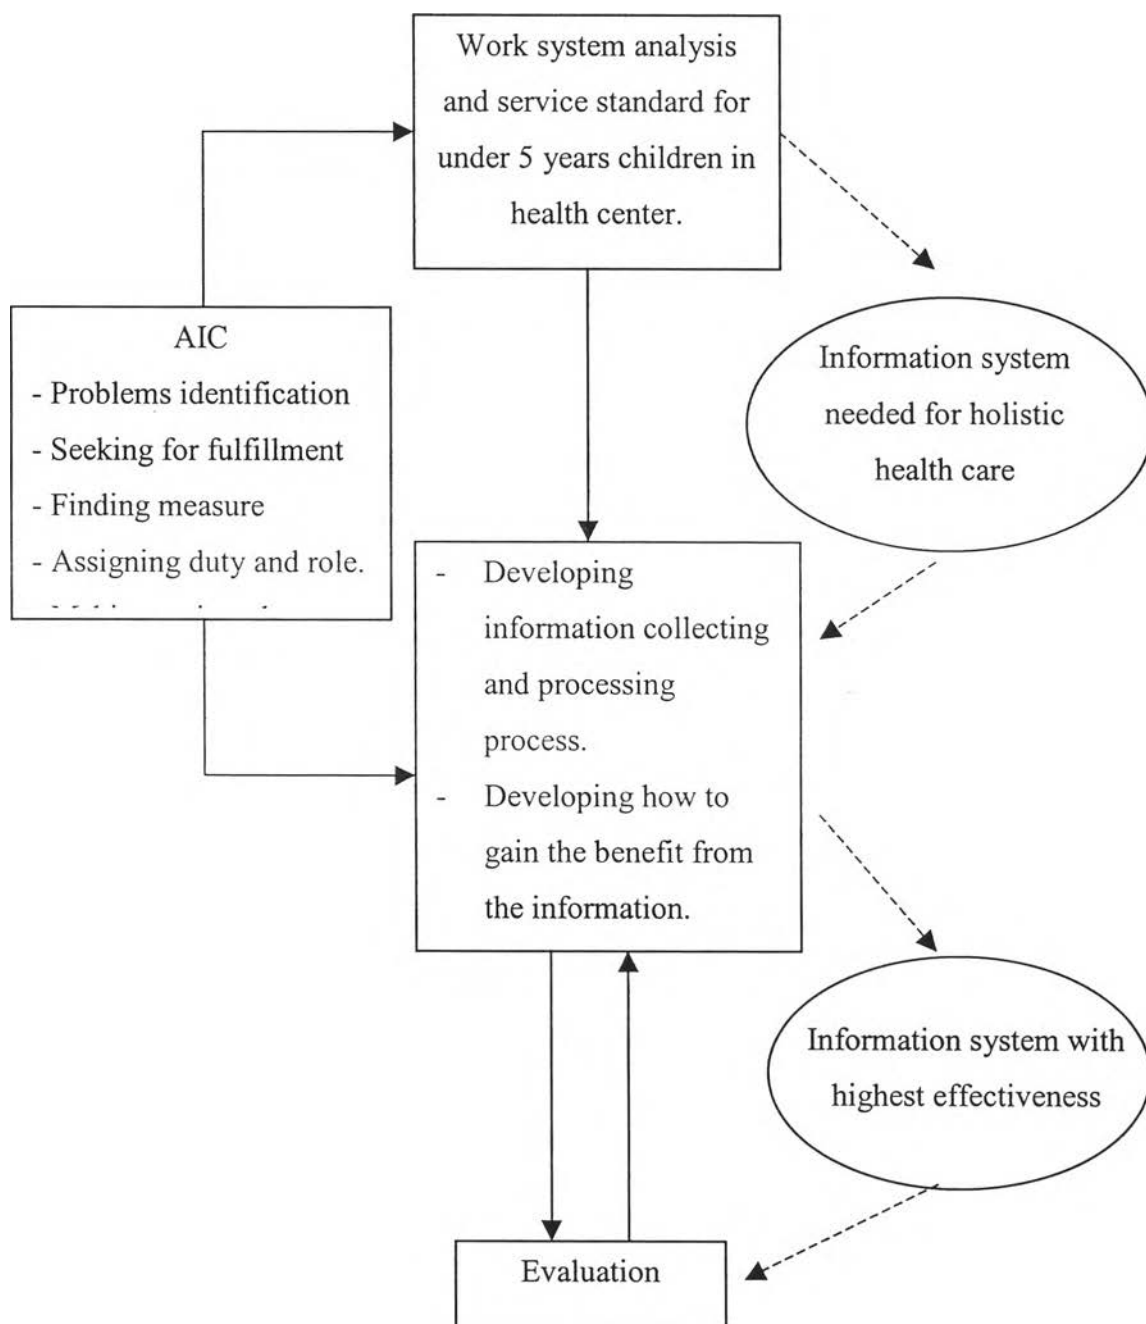 Work system analysis
and service standard for
under 5 years children in
health center.
AIC
- Problems identification
- Seeking for fulfillment
- Finding measure
- Assigning duty and role.
Information system
needed for holistic
health care
- Developing
information collecting
and processing
process.
- Developing how to
gain the benefit from
the information.
Information system with
highest effectiveness
Evaluation